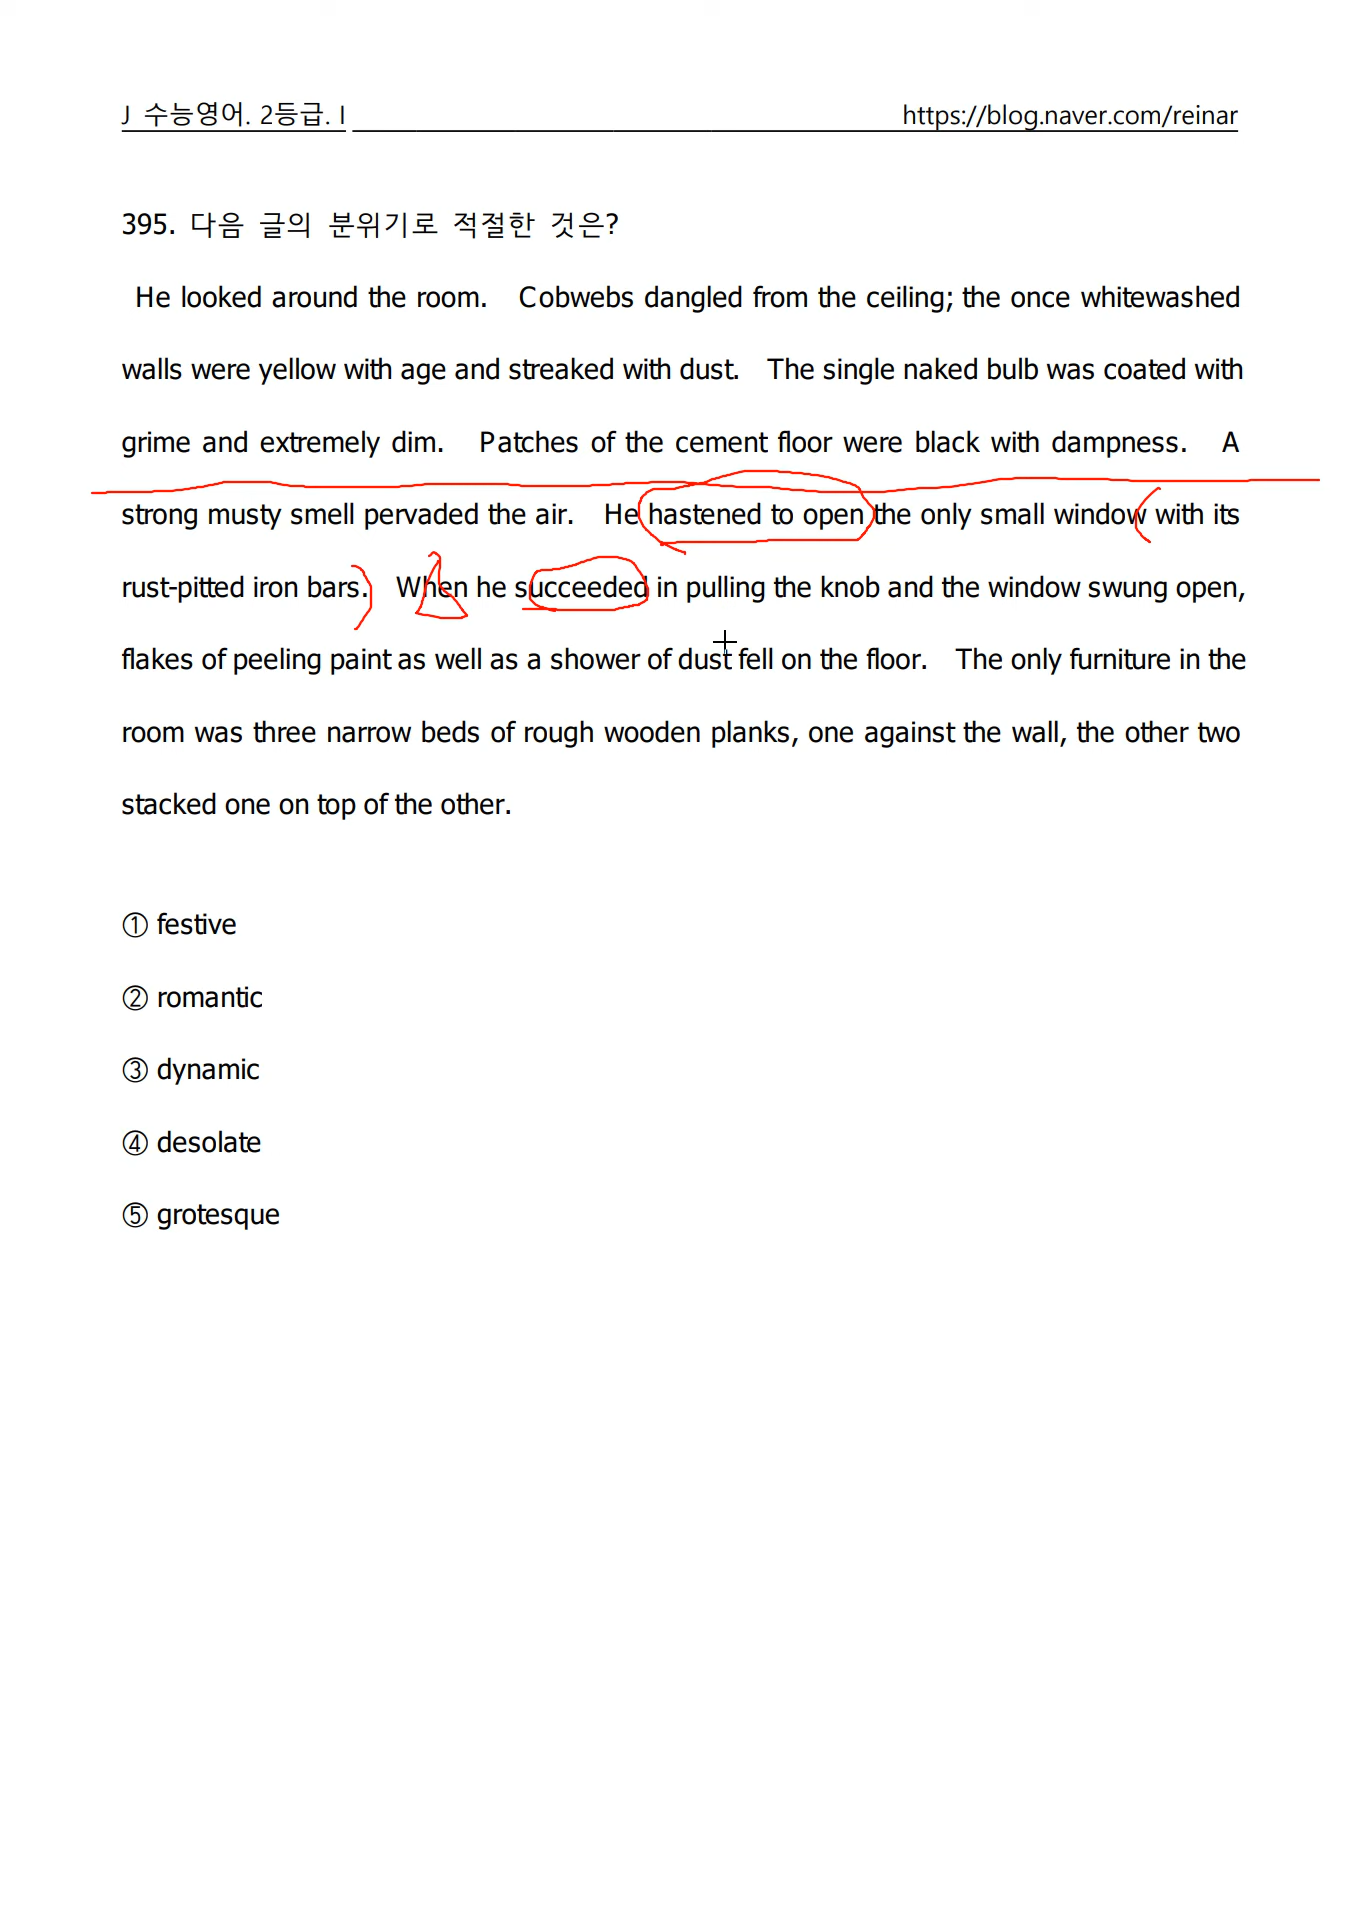 J 수능영어. 2등급. I https://blog.naver.com/reinar
395. 다음 글의 분위기로 적절한 것은?
He looked around the room. Cobwebs dangled from the ceiling; the once whitewashed
walls were yellow with age and streaked with dust. The single naked bulb was coated with
grime and extremely dim. Patches of the cement floor were black with dampness. A
strong musty smell pervaded the air. He hastened to open the only small window with its
rust-pitted iron bars. When he succeeded in pulling the knob and the window swung open,
flakes of peeling paint as well as a shower of dust fell on the floor. The only furniture in the
room was three narrow beds of rough wooden planks, one against the wall, the other two
stacked one on top of the other.
① festive
② romantic
③ dynamic
④ desolate
⑤ grotesque